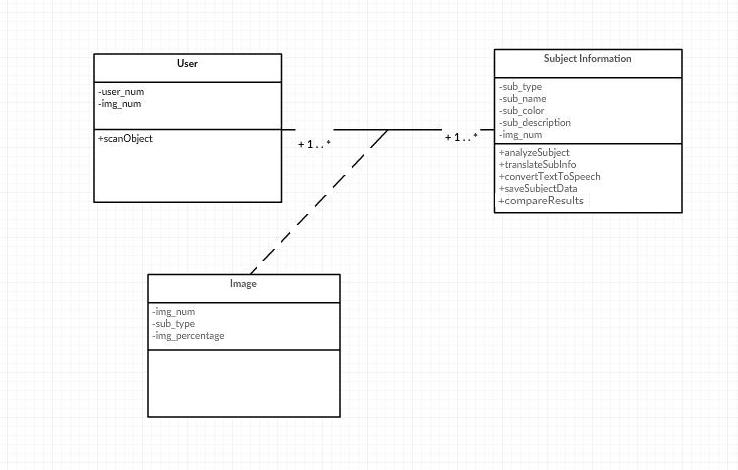 User
-user_num
-img_num
+scanObject
+ 1 . . *
+ 1 . . *
Subject Information
-sub_type
-sub_name
-sub_color
-sub_description
-img_num
+analyzeSubject
+translateSubInfo
+convertTextToSpeech
+saveSubjectData
+compareResults
Image
-img_num
-sub_type
-img_percentage